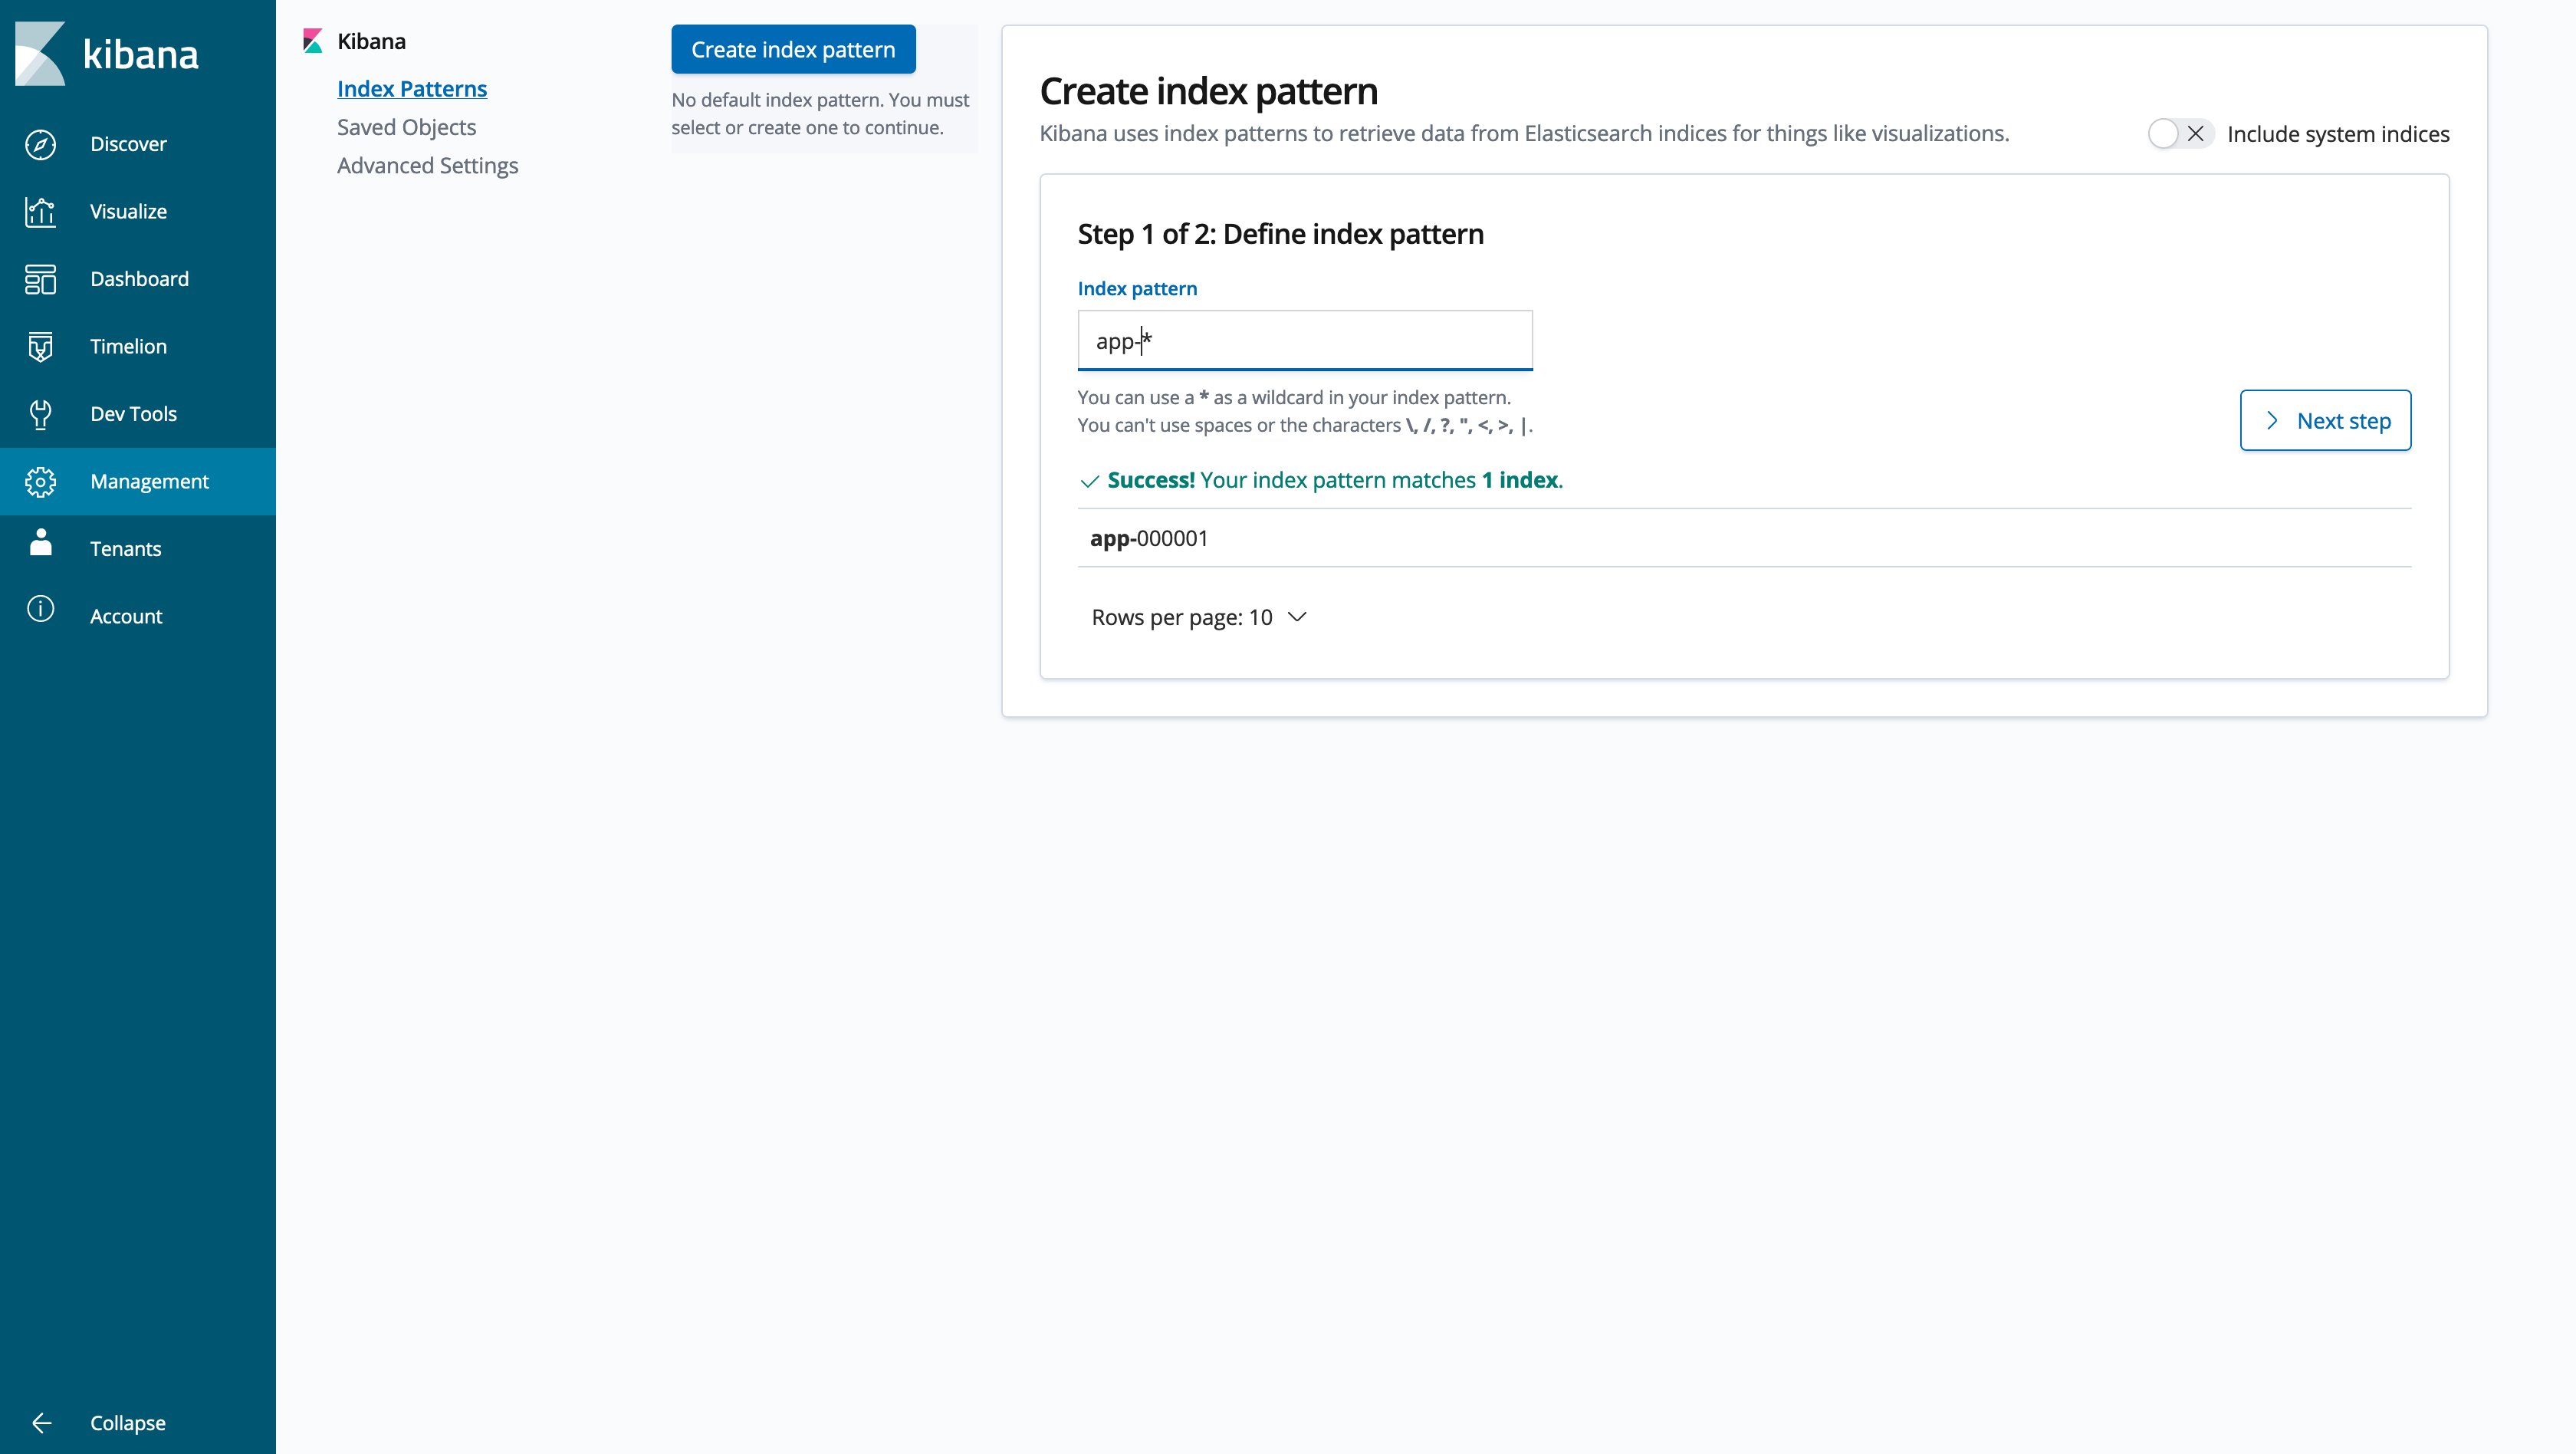 kibana
Discover
Visualize
Dashboard
Timelion
Dev Tools
Management
Tenants
Account
Collapse
Kibana
Index Patterns
Saved Objects
Advanced Settings
Create index pattern
No default index pattern. You must
select or create one to continue.
Create index pattern
Kibana uses index patterns to retrieve data from Elasticsearch indices for things like visualizations.
Include system indices
Step 1 of 2: Define index pattern
Index pattern
app-*
You can use a * as a wildcard in your index pattern.
You can't use spaces or the characters \, /, ?, ", <, >, |.
Next step
Success! Your index pattern matches 1 index.
app-000001
Rows per page: 10